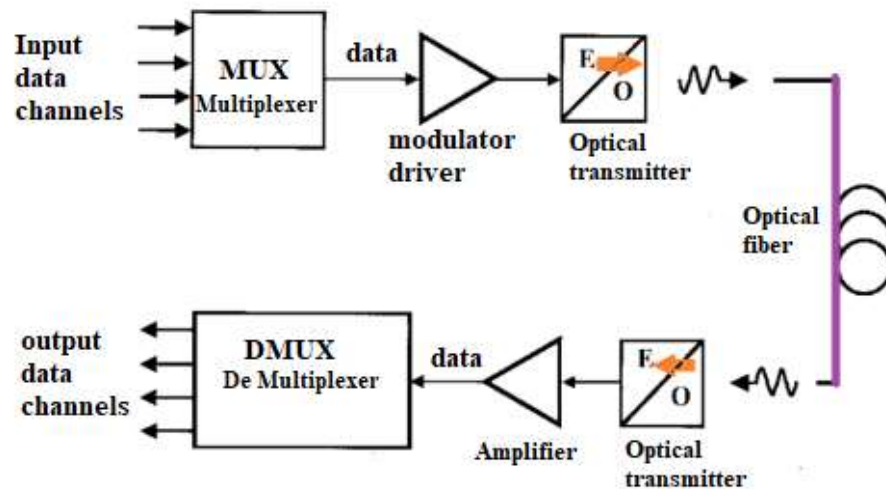 Input
data
channels
MUX
Multiplexer
data
modulator
driver
E
O
Optical
transmitter
Optical
fiber
output
data
channels
DMUX
De Multiplexer
data
Amplifier
E
O
Optical
transmitter